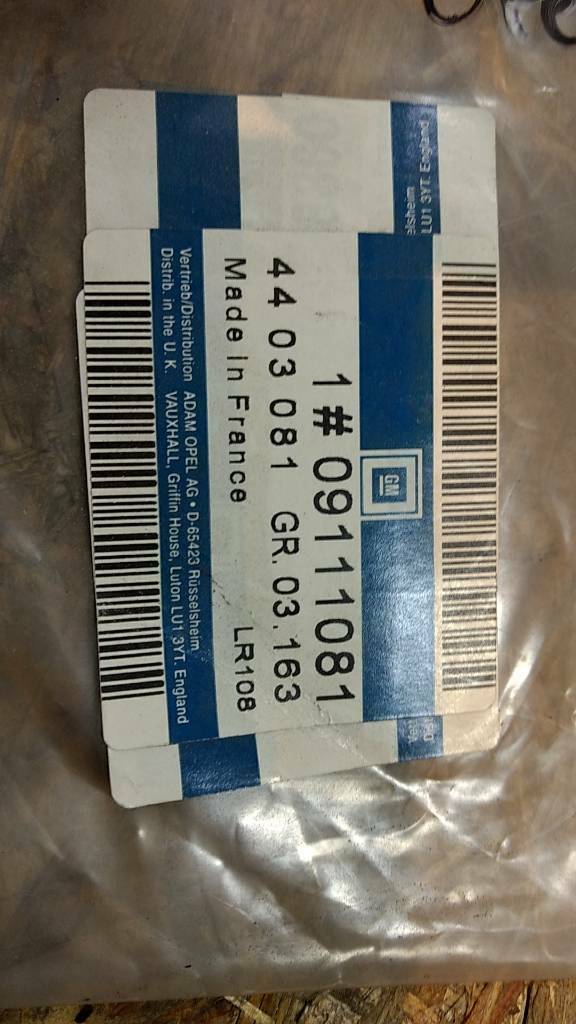 GM
1# 09111081
44 03 081 GR. 03. 163
Made in France LR108
Vertrieb/Distribution ADAM OPEL AG • D-65423 Rüsselsheim
Distrib. in the U. K. VAUXHALL, Griffin House, Luton LU1 3YT. England
elsheim
LU1 3YT. England